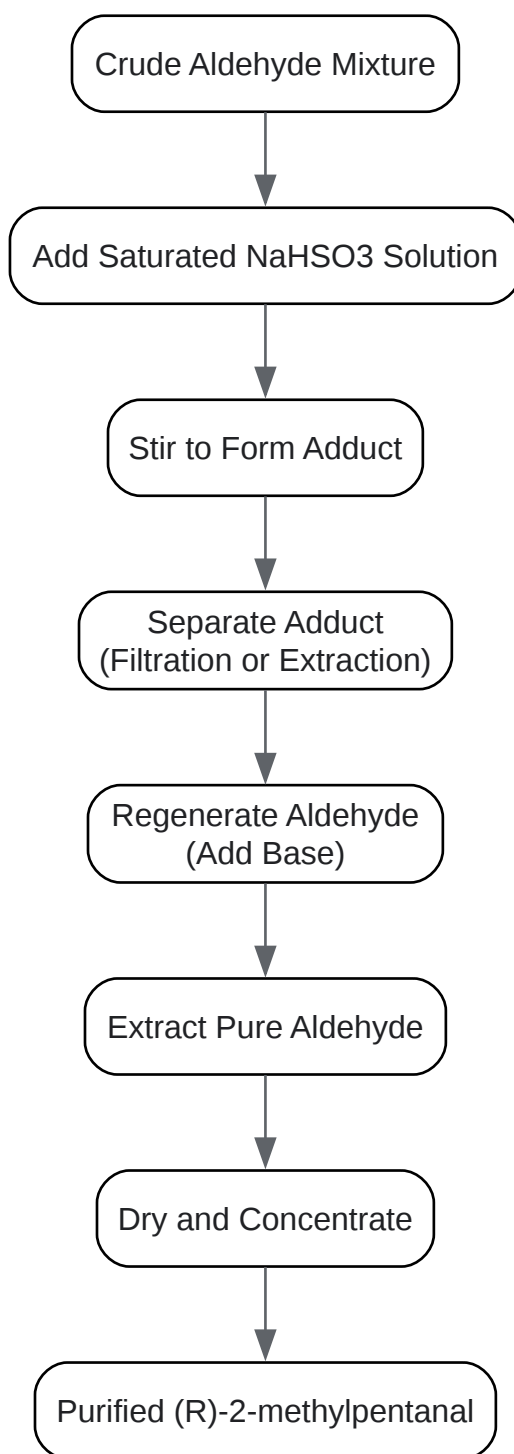 Crude Aldehyde Mixture
Add Saturated NaHSO3 Solution
Stir to Form Adduct
Separate Adduct
(Filtration or Extraction)
Regenerate Aldehyde
(Add Base)
Extract Pure Aldehyde
Dry and Concentrate
Purified (R)-2-methylpentanal